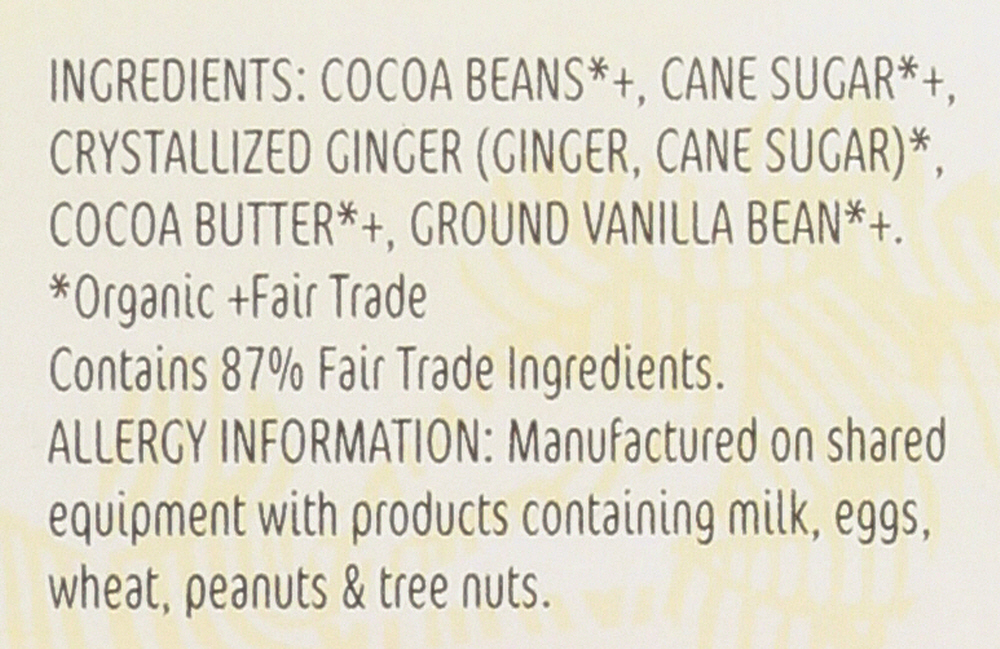 INGREDIENTS: COCOA BEANS*+, CANE SUGAR*+,
CRYSTALLIZED GINGER (GINGER, CANE SUGAR)*,
COCOA BUTTER*+, GROUND VANILLA BEAN*+.
*Organic +Fair Trade
Contains 87% Fair Trade Ingredients.
ALLERGY INFORMATION: Manufactured on shared
equipment with products containing milk, eggs,
wheat, peanuts & tree nuts.